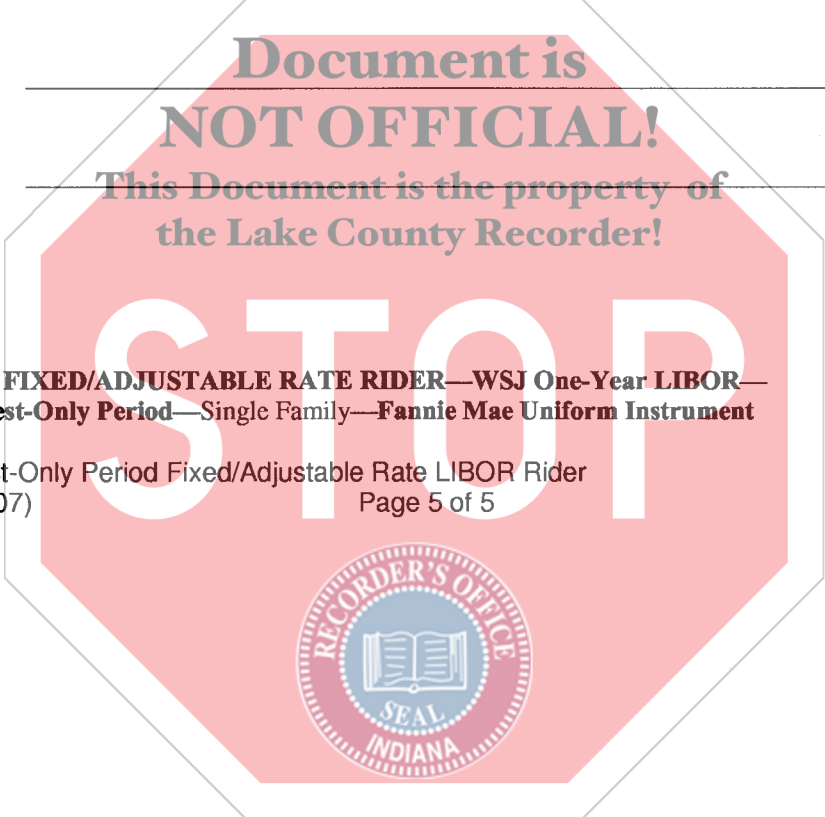 Document is
NOT OFFICIAL!
This Document is the property of
the Lake County Recorder!
STOP
FIXED/ADJUSTABLE RATE RIDER—WSJ One-Year LIBOR—
est-Only Period—Single Family—Fannie Mae Uniform Instrument
t-Only Period Fixed/Adjustable Rate LIBOR Rider
07) Page 5 of 5
RECORDER'S OFFICE
SEAL
INDIANA